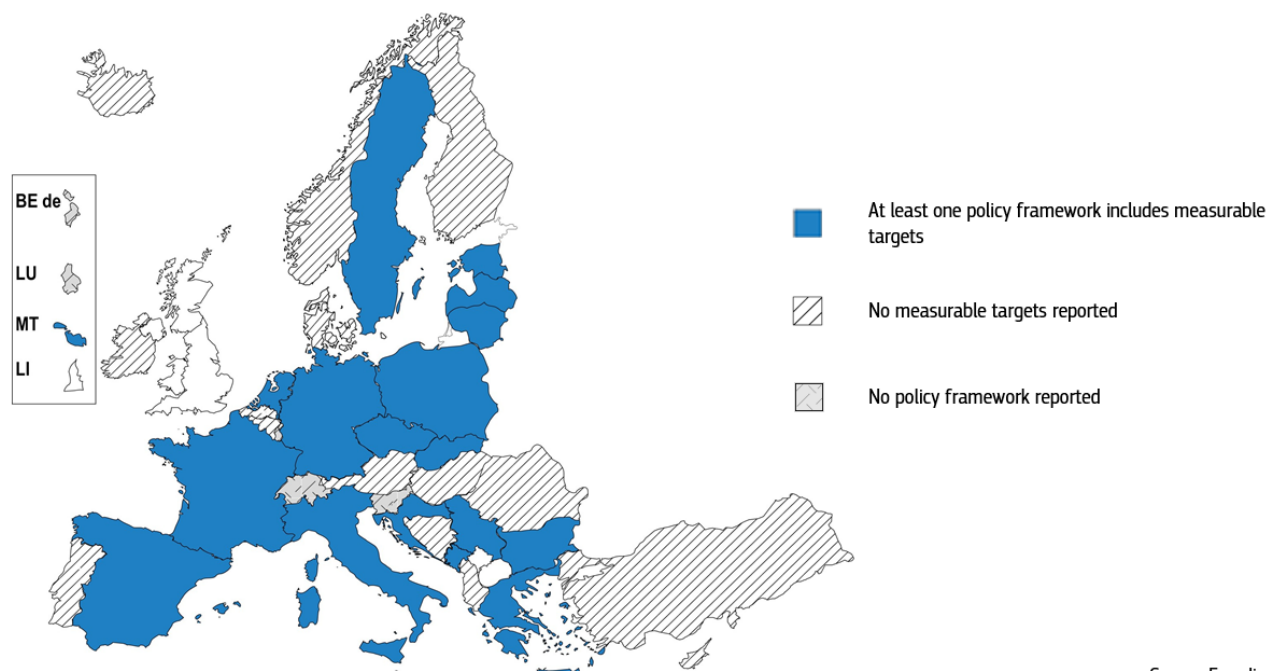 BE de
LU
MT
LI
At least one policy framework includes measurable
targets
No measurable targets reported
No policy framework reported